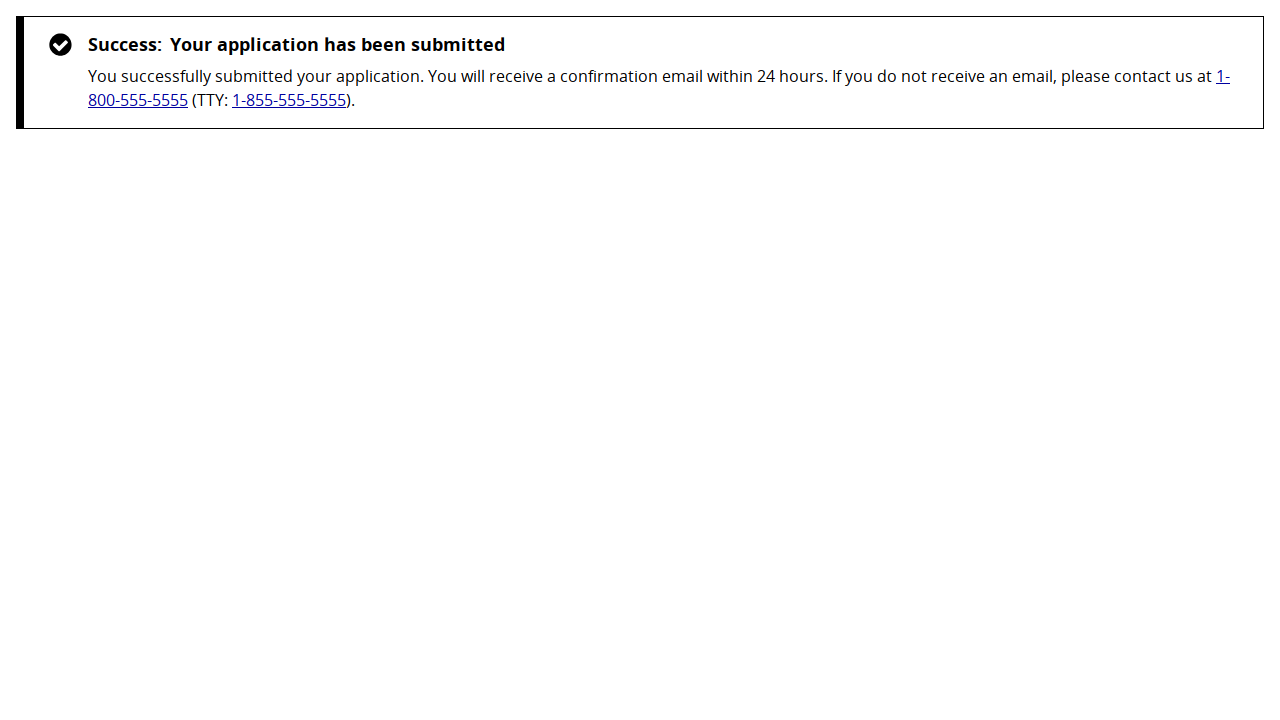 Success: Your application has been submitted
You successfully submitted your application. You will receive a confirmation email within 24 hours. If you do not receive an email, please contact us at 1-
800-555-5555 (TTY: 1-855-555-5555).